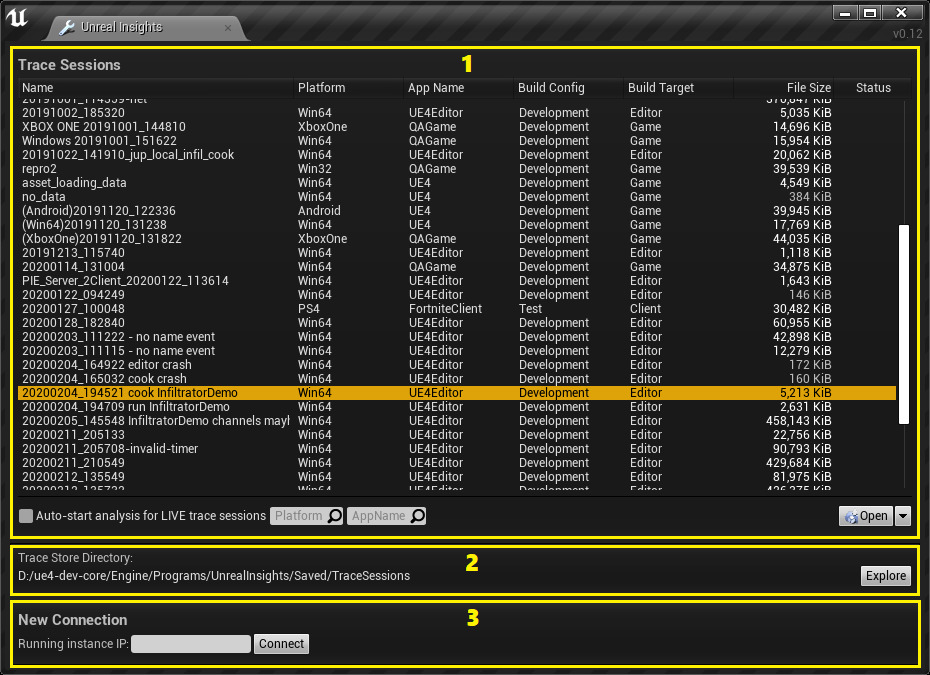 Unreal Insights
v0.12
Trace Sessions 1
Name Platform App Name Build Config Build Target File Size Status
20191002_185320 Win64 UE4Editor Development Editor 5,035 KiB
XBOX ONE 20191001_144810 XboxOne QAGame Development Game 14,696 KiB
Windows 20191001_151622 Win64 QAGame Development Game 15,954 KiB
20191022_141910_jup_local_infil_cook Win64 UE4Editor Development Editor 20,062 KiB
repro2 Win32 QAGame Development Game 39,539 KiB
asset_loading_data Win64 UE4 Development Game 4,549 KiB
no_data Win64 UE4 Development Game 384 KiB
(Android)20191120_122336 Android UE4 Development Game 39,945 KiB
(Win64)20191120_131238 Win64 UE4 Development Game 17,769 KiB
(XboxOne)20191120_131822 XboxOne QAGame Development Game 44,035 KiB
20191213_115740 Win64 UE4Editor Development Editor 1,118 KiB
20200114_131004 Win64 QAGame Development Game 34,875 KiB
PIE_Server_2Client_20200122_113614 Win64 UE4Editor Development Editor 1,643 KiB
20200122_094249 Win64 UE4Editor Development Editor 146 KiB
20200127_100048 PS4 FortniteClient Test Client 30,482 KiB
20200128_182840 Win64 UE4Editor Development Editor 60,955 KiB
20200203_111222 - no name event Win64 UE4Editor Development Editor 42,898 KiB
20200203_111115 - no name event Win64 UE4Editor Development Editor 12,279 KiB
20200204_164922 editor crash Win64 UE4Editor Development Editor 172 KiB
20200204_165032 cook crash Win64 UE4Editor Development Editor 160 KiB
20200204_194521 cook InfiltratorDemo Win64 UE4Editor Development Editor 5,213 KiB
20200204_194709 run InfiltratorDemo Win64 UE4Editor Development Editor 2,631 KiB
20200205_145548 InfiltratorDemo channels mayl Win64 UE4Editor Development Editor 458,143 KiB
20200211_205133 Win64 UE4Editor Development Editor 22,756 KiB
20200211_205708-invalid-timer Win64 UE4Editor Development Editor 90,793 KiB
20200211_210549 Win64 UE4Editor Development Editor 429,684 KiB
20200212_135549 Win64 UE4Editor Development Editor 81,975 KiB
Win64 UE4Editor Development Editor
Auto-start analysis for LIVE trace sessions Platform AppName Open
Trace Store Directory: 2
D:/ue4-dev-core/Engine/Programs/UnrealInsights/Saved/TraceSessions Explore
New Connection 3
Running instance IP: Connect